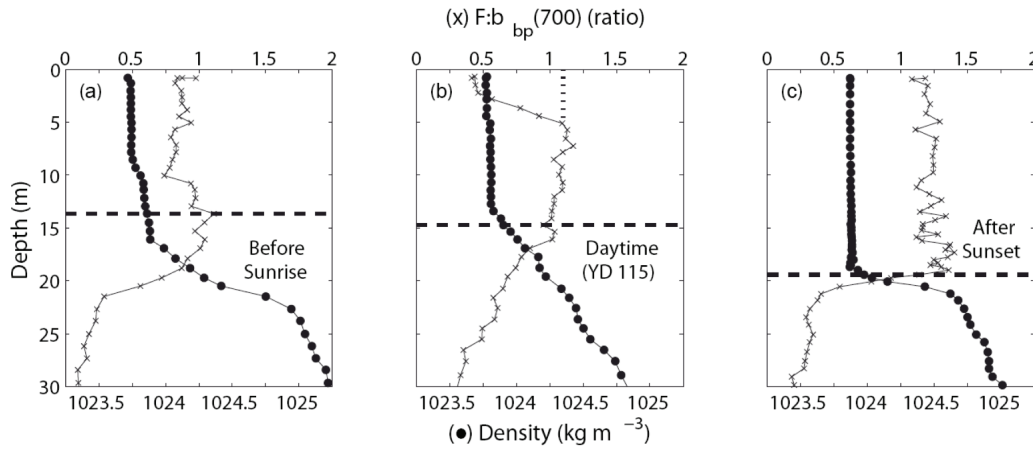 (x) F:b bp(700) (ratio)
0 0.5 1 1.5 2
0 0.5 1 1.5 2
0 0.5 1 1.5 2
0
5
10
15
20
25
30
Depth (m)
(a)
Before
Sunrise
(b)
Daytime
(YD 115)
(c)
After
Sunset
1023.5 1024 1024.5 1025
1023.5 1024 1024.5 1025
1023.5 1024 1024.5 1025
(●) Density (kg m −3)